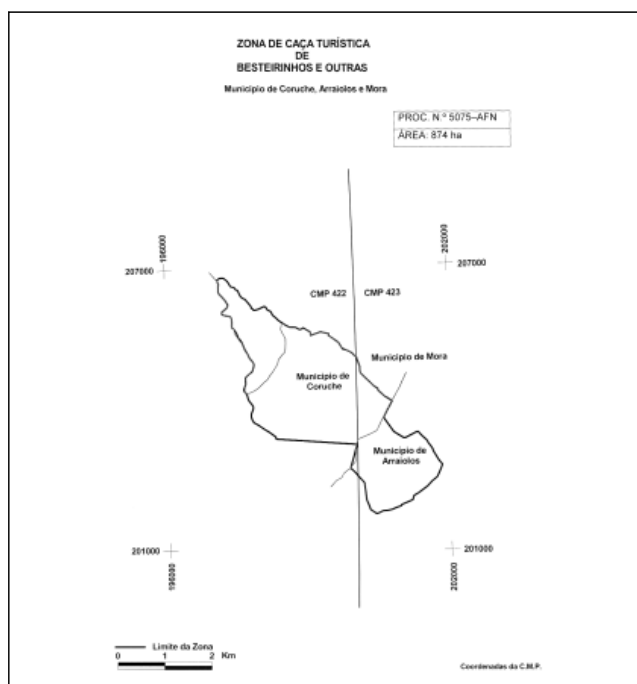 ZONA DE CAÇA TURÍSTICA
DE
BESTEIRINHOS E OUTRAS
Município de Coruche, Arraiolos e Mora
PROC. N.º 5075–AFN
ÁREA: 874 ha
196000
207000
202000
207000
CMP 422
CMP 423
Município de Mora
Município de
Coruche
Município de
Arraiolos
201000
196000
201000
202000
Limite da Zona
0 1 2 Km
Coordenadas da C.M.P.